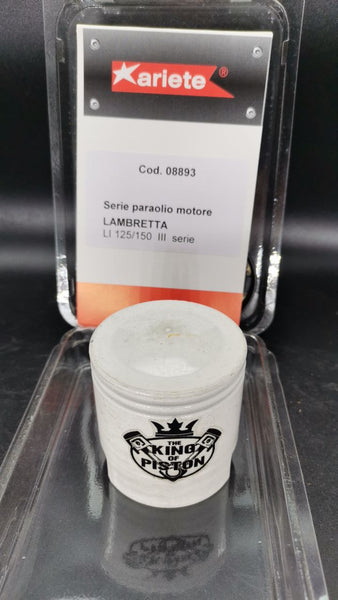 ariete®
Cod. 08893
Serie paraolio motore
LAMBRETTA
LI 125/150 III serie
THE
KING
OF
PISTON